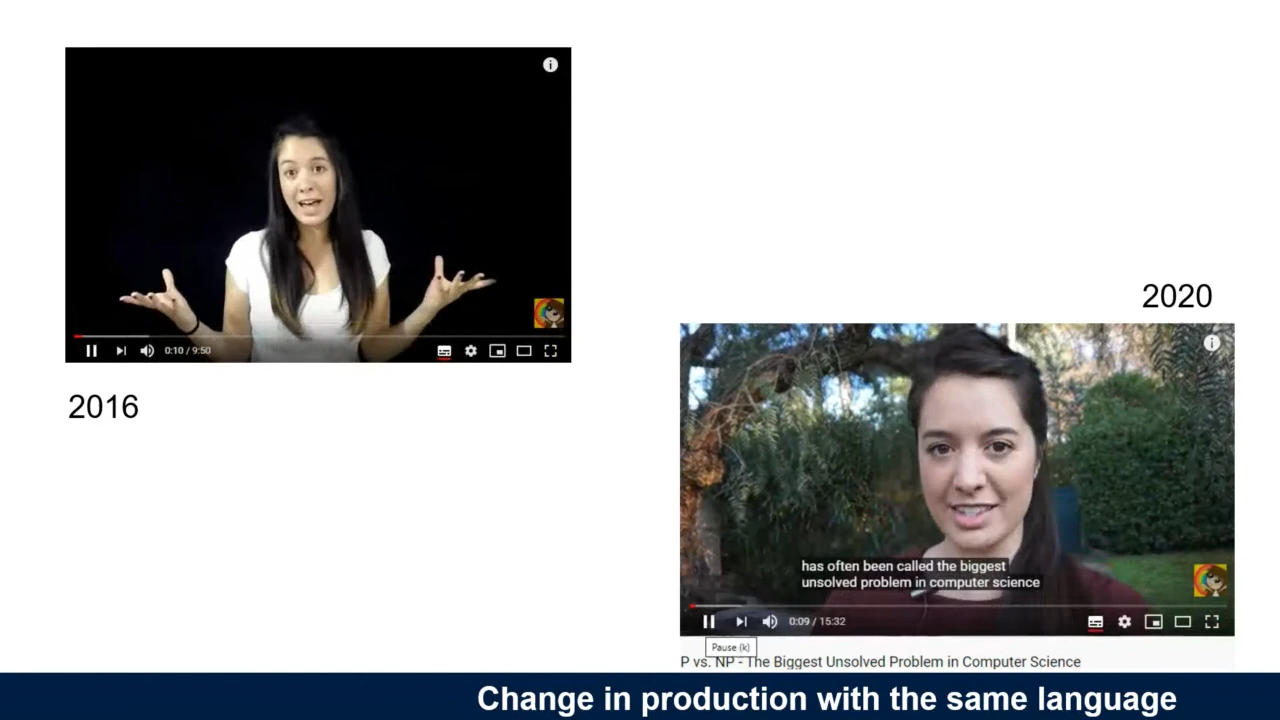 0:10 / 9:50
2016
2020
has often been called the biggest
unsolved problem in computer science
0:09 / 15:32
Pause (k)
P vs. NP - The Biggest Unsolved Problem in Computer Science
Change in production with the same language